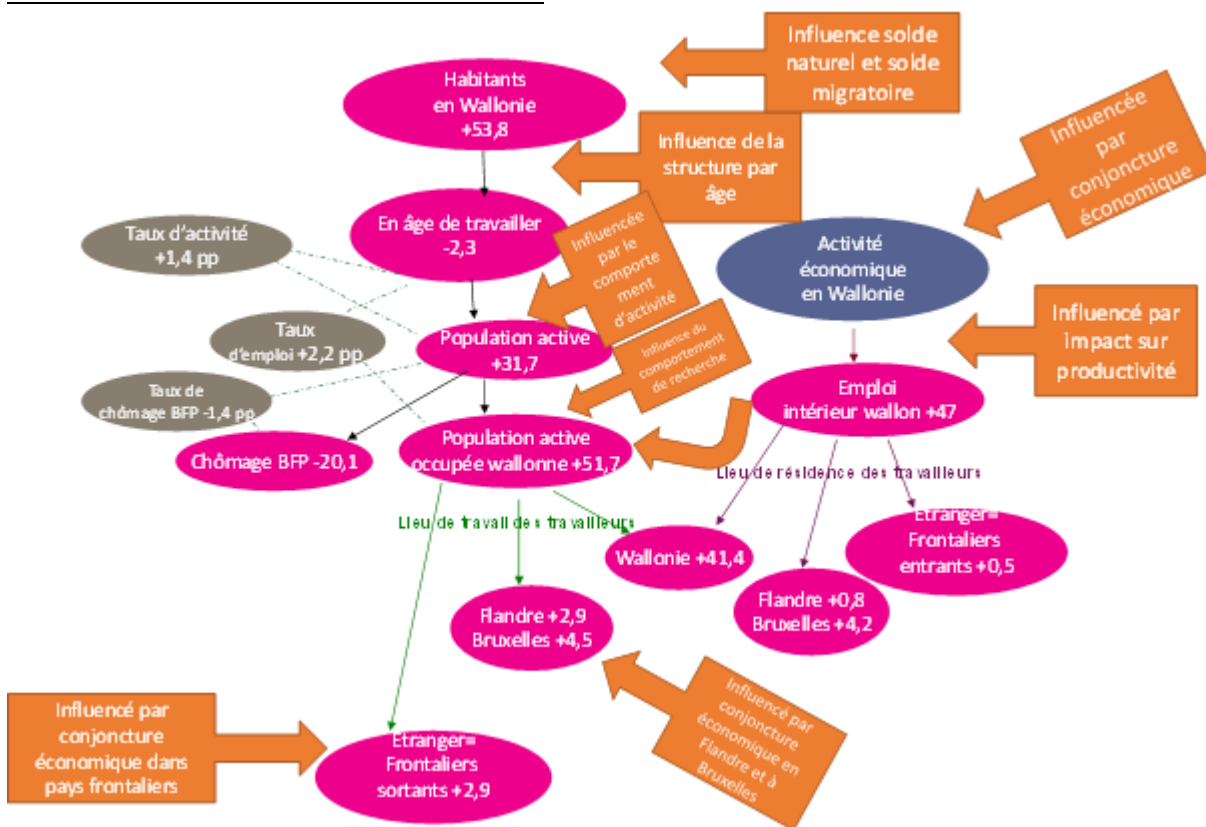 Influence solde
naturel et solde
migratoire
Habitants
en Wallonie
+53,8
Influencée
par
conjoncture
économique
Influence de la
structure par
âge
En âge de travailler
-2,3
Taux d'activité
+1,4 pp
Influencée
par le
comporte
ment
d'activité
Activité
économique
en Wallonie
Taux
d'emploi +2,2 pp
Population active
+31,7
Influence du
comportement
de recherche
Influencé par
impact sur
productivité
Taux de
chômage BFP -1,4 pp
Emploi
intérieur wallon +47
Chômage BFP -20,1
Population active
occupée wallonne +51,7
Lieu de résidence des travailleurs
Lieu de travail des travailleurs
Wallonie +41,4
Etranger=
Frontaliers
entrants +0,5
Flandre +2,9
Bruxelles +4,5
Flandre +0,8
Bruxelles +4,2
Influencé par
conjoncture
économique en
Flandre et à
Bruxelles
Influencé par
conjoncture
économique dans
pays frontaliers
Etranger=
Frontaliers
sortants +2,9